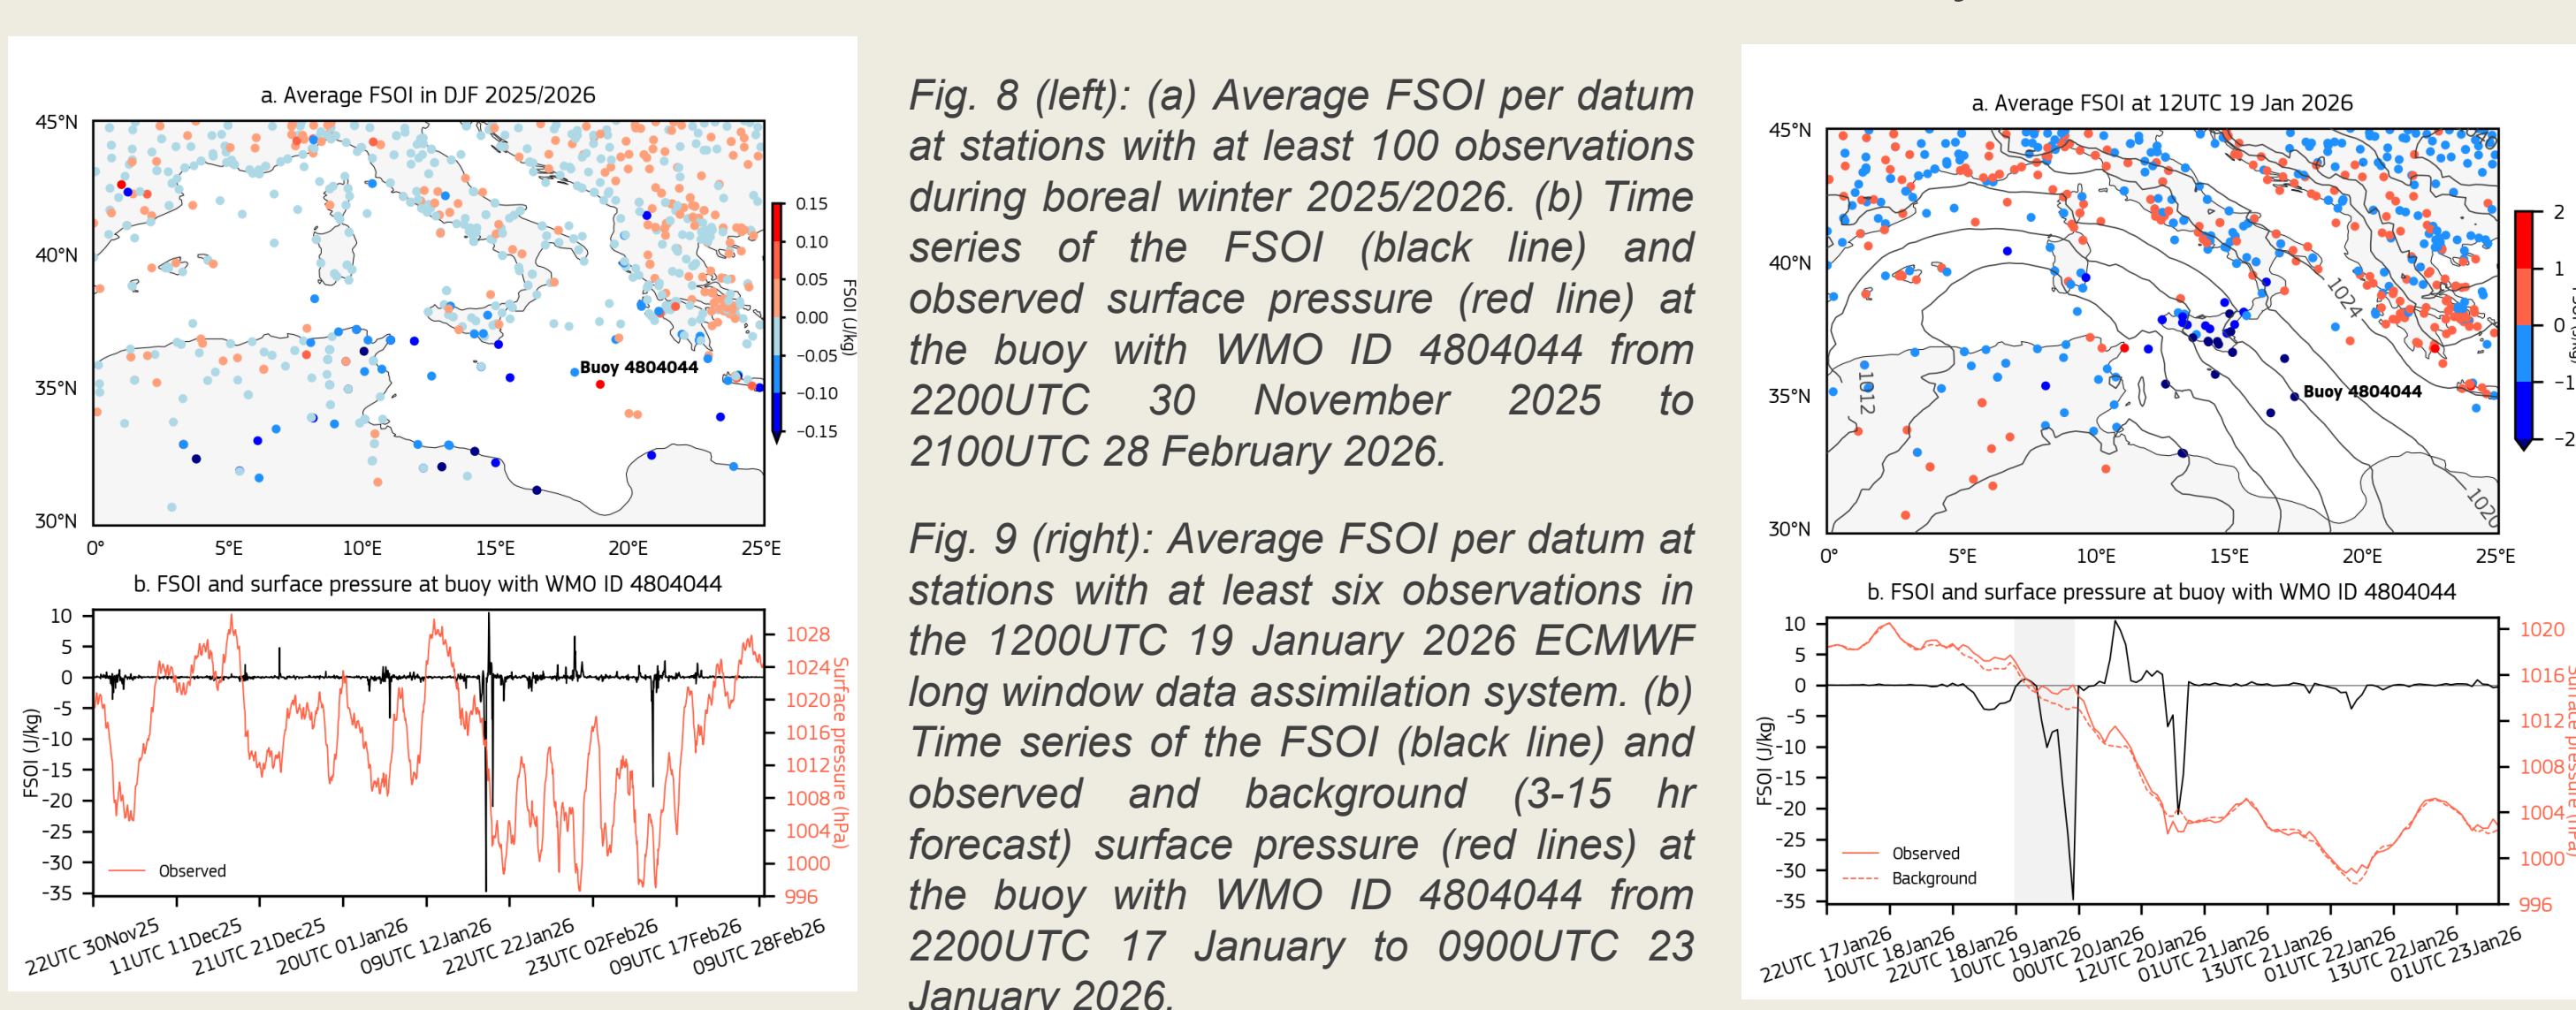 a. Average FSOI in DJF 2025/2026
45°N
40°N
35°N
30°N
0°
5°E
10°E
15°E
20°E
25°E
Buoy 4804044
0.15
0.10
0.05
0.00
−0.05
−0.10
−0.15
FSOI (J/kg)
b. FSOI and surface pressure at buoy with WMO ID 4804044
10
5
0
-5
-10
-15
-20
-25
-30
-35
FSOI (J/kg)
1028
1024
1020
1016
1012
1008
1004
1000
996
Surface pressure (hPa)
Observed
22UTC 30Nov25
11UTC 11Dec25
21UTC 21Dec25
20UTC 01Jan26
09UTC 12Jan26
22UTC 22Jan26
23UTC 02Feb26
09UTC 17Feb26
09UTC 28Feb26
Fig. 8 (left): (a) Average FSOI per datum
at stations with at least 100 observations
during boreal winter 2025/2026. (b) Time
series of the FSOI (black line) and
observed surface pressure (red line) at
the buoy with WMO ID 4804044 from
2200UTC 30 November 2025 to
2100UTC 28 February 2026.
Fig. 9 (right): Average FSOI per datum at
stations with at least six observations in
the 1200UTC 19 January 2026 ECMWF
long window data assimilation system. (b)
Time series of the FSOI (black line) and
observed and background (3-15 hr
forecast) surface pressure (red lines) at
the buoy with WMO ID 4804044 from
2200UTC 17 January to 0900UTC 23
January 2026.
a. Average FSOI at 12UTC 19 Jan 2026
45°N
40°N
35°N
30°N
0°
5°E
10°E
15°E
20°E
25°E
1024
1012
1020
Buoy 4804044
2
1
0
−1
−2
b. FSOI and surface pressure at buoy with WMO ID 4804044
10
5
0
-5
-10
-15
-20
-25
-30
-35
FSOI (J/kg)
1020
1016
1012
1008
1004
1000
996
Surface pressure (hPa)
Observed
Background
22UTC 17Jan26
10UTC 18Jan26
22UTC 18Jan26
10UTC 19Jan26
00UTC 20Jan26
12UTC 20Jan26
01UTC 21Jan26
13UTC 21Jan26
01UTC 22Jan26
13UTC 22Jan26
01UTC 23Jan26